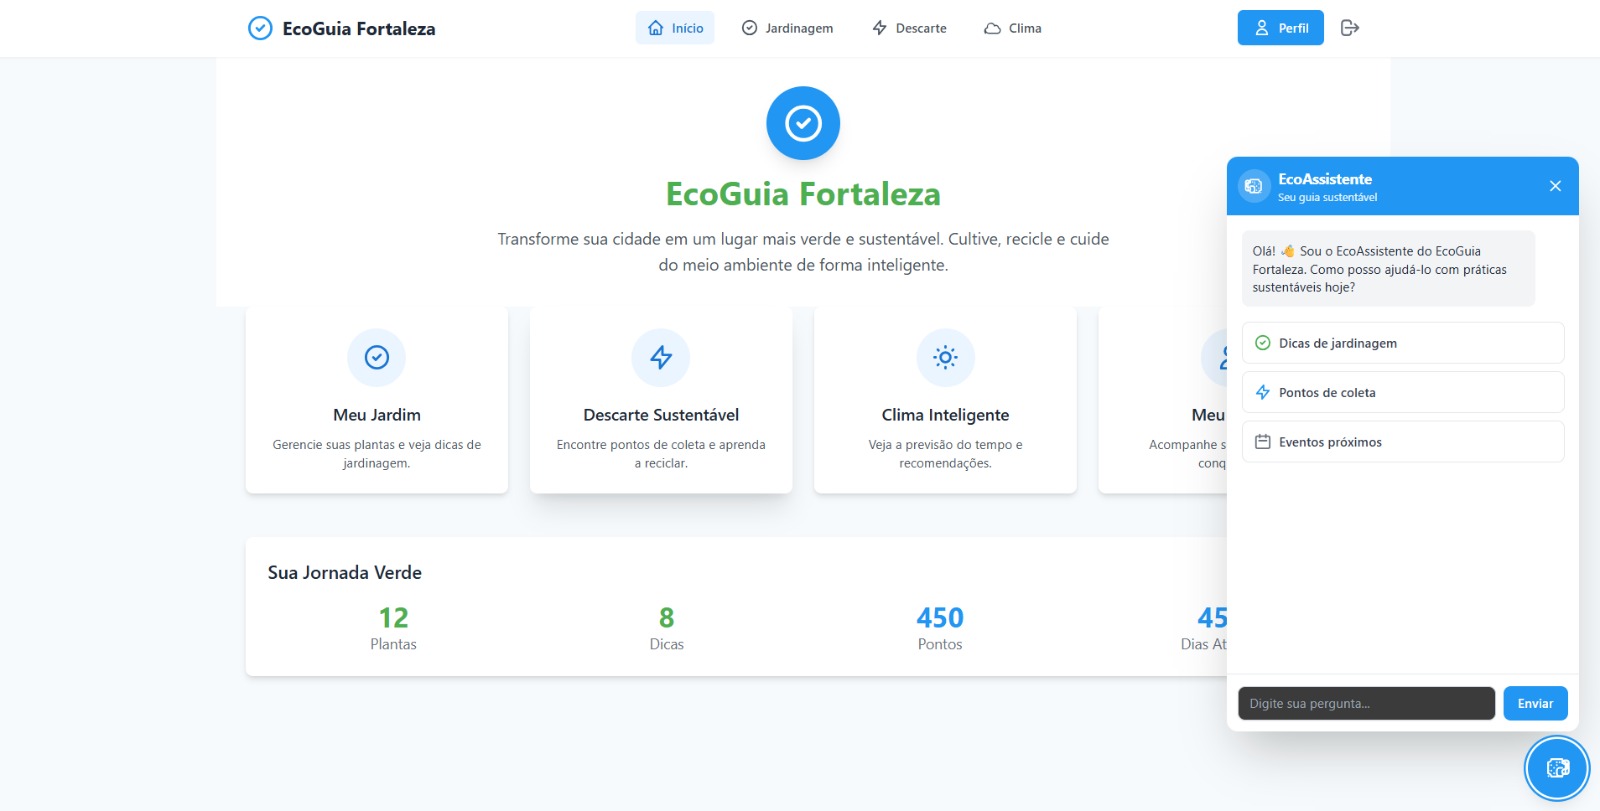 EcoGuia Fortaleza
Início
Jardinagem
Descarte
Clima
Perfil
EcoGuia Fortaleza
Transforme sua cidade em um lugar mais verde e sustentável. Cultive, recicle e cuide
do meio ambiente de forma inteligente.
Meu Jardim
Gerencie suas plantas e veja dicas de
jardinagem.
Descarte Sustentável
Encontre pontos de coleta e aprenda
a reciclar.
Clima Inteligente
Veja a previsão do tempo e
recomendações.
Meu
Acompanhe s
conq
Sua Jornada Verde
12
Plantas
8
Dicas
450
Pontos
45
Dias At
EcoAssistente
Seu guia sustentável
Olá! 👋 Sou o EcoAssistente do EcoGuia
Fortaleza. Como posso ajudá-lo com práticas
sustentáveis hoje?
Dicas de jardinagem
Pontos de coleta
Eventos próximos
Digite sua pergunta...
Enviar